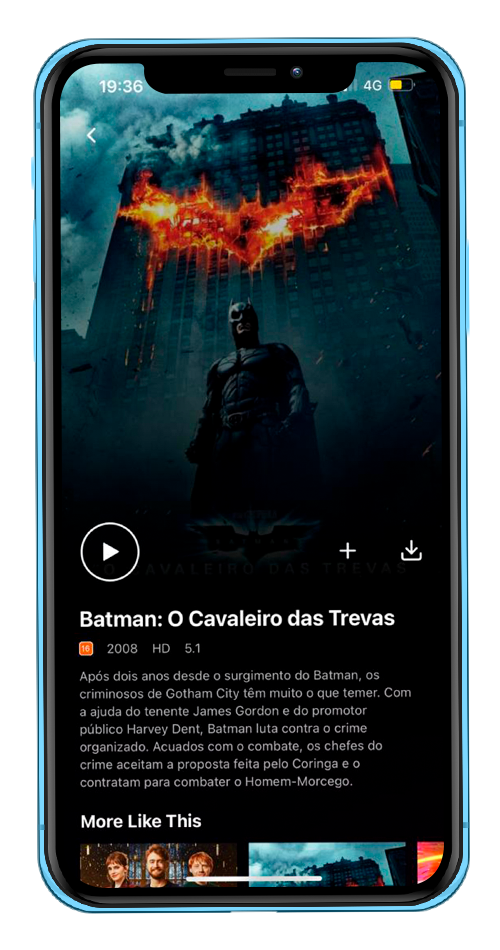 19:36
4G
BATMAN
O CAVALEIRO DAS TREVAS
Batman: O Cavaleiro das Trevas
16 2008 HD 5.1
Após dois anos desde o surgimento do Batman, os
criminosos de Gotham City têm muito o que temer. Com
a ajuda do tenente James Gordon e do promotor
público Harvey Dent, Batman luta contra o crime
organizado. Acuados com o combate, os chefes do
crime aceitam a proposta feita pelo Coringa e o
contratam para combater o Homem-Morcego.
More Like This